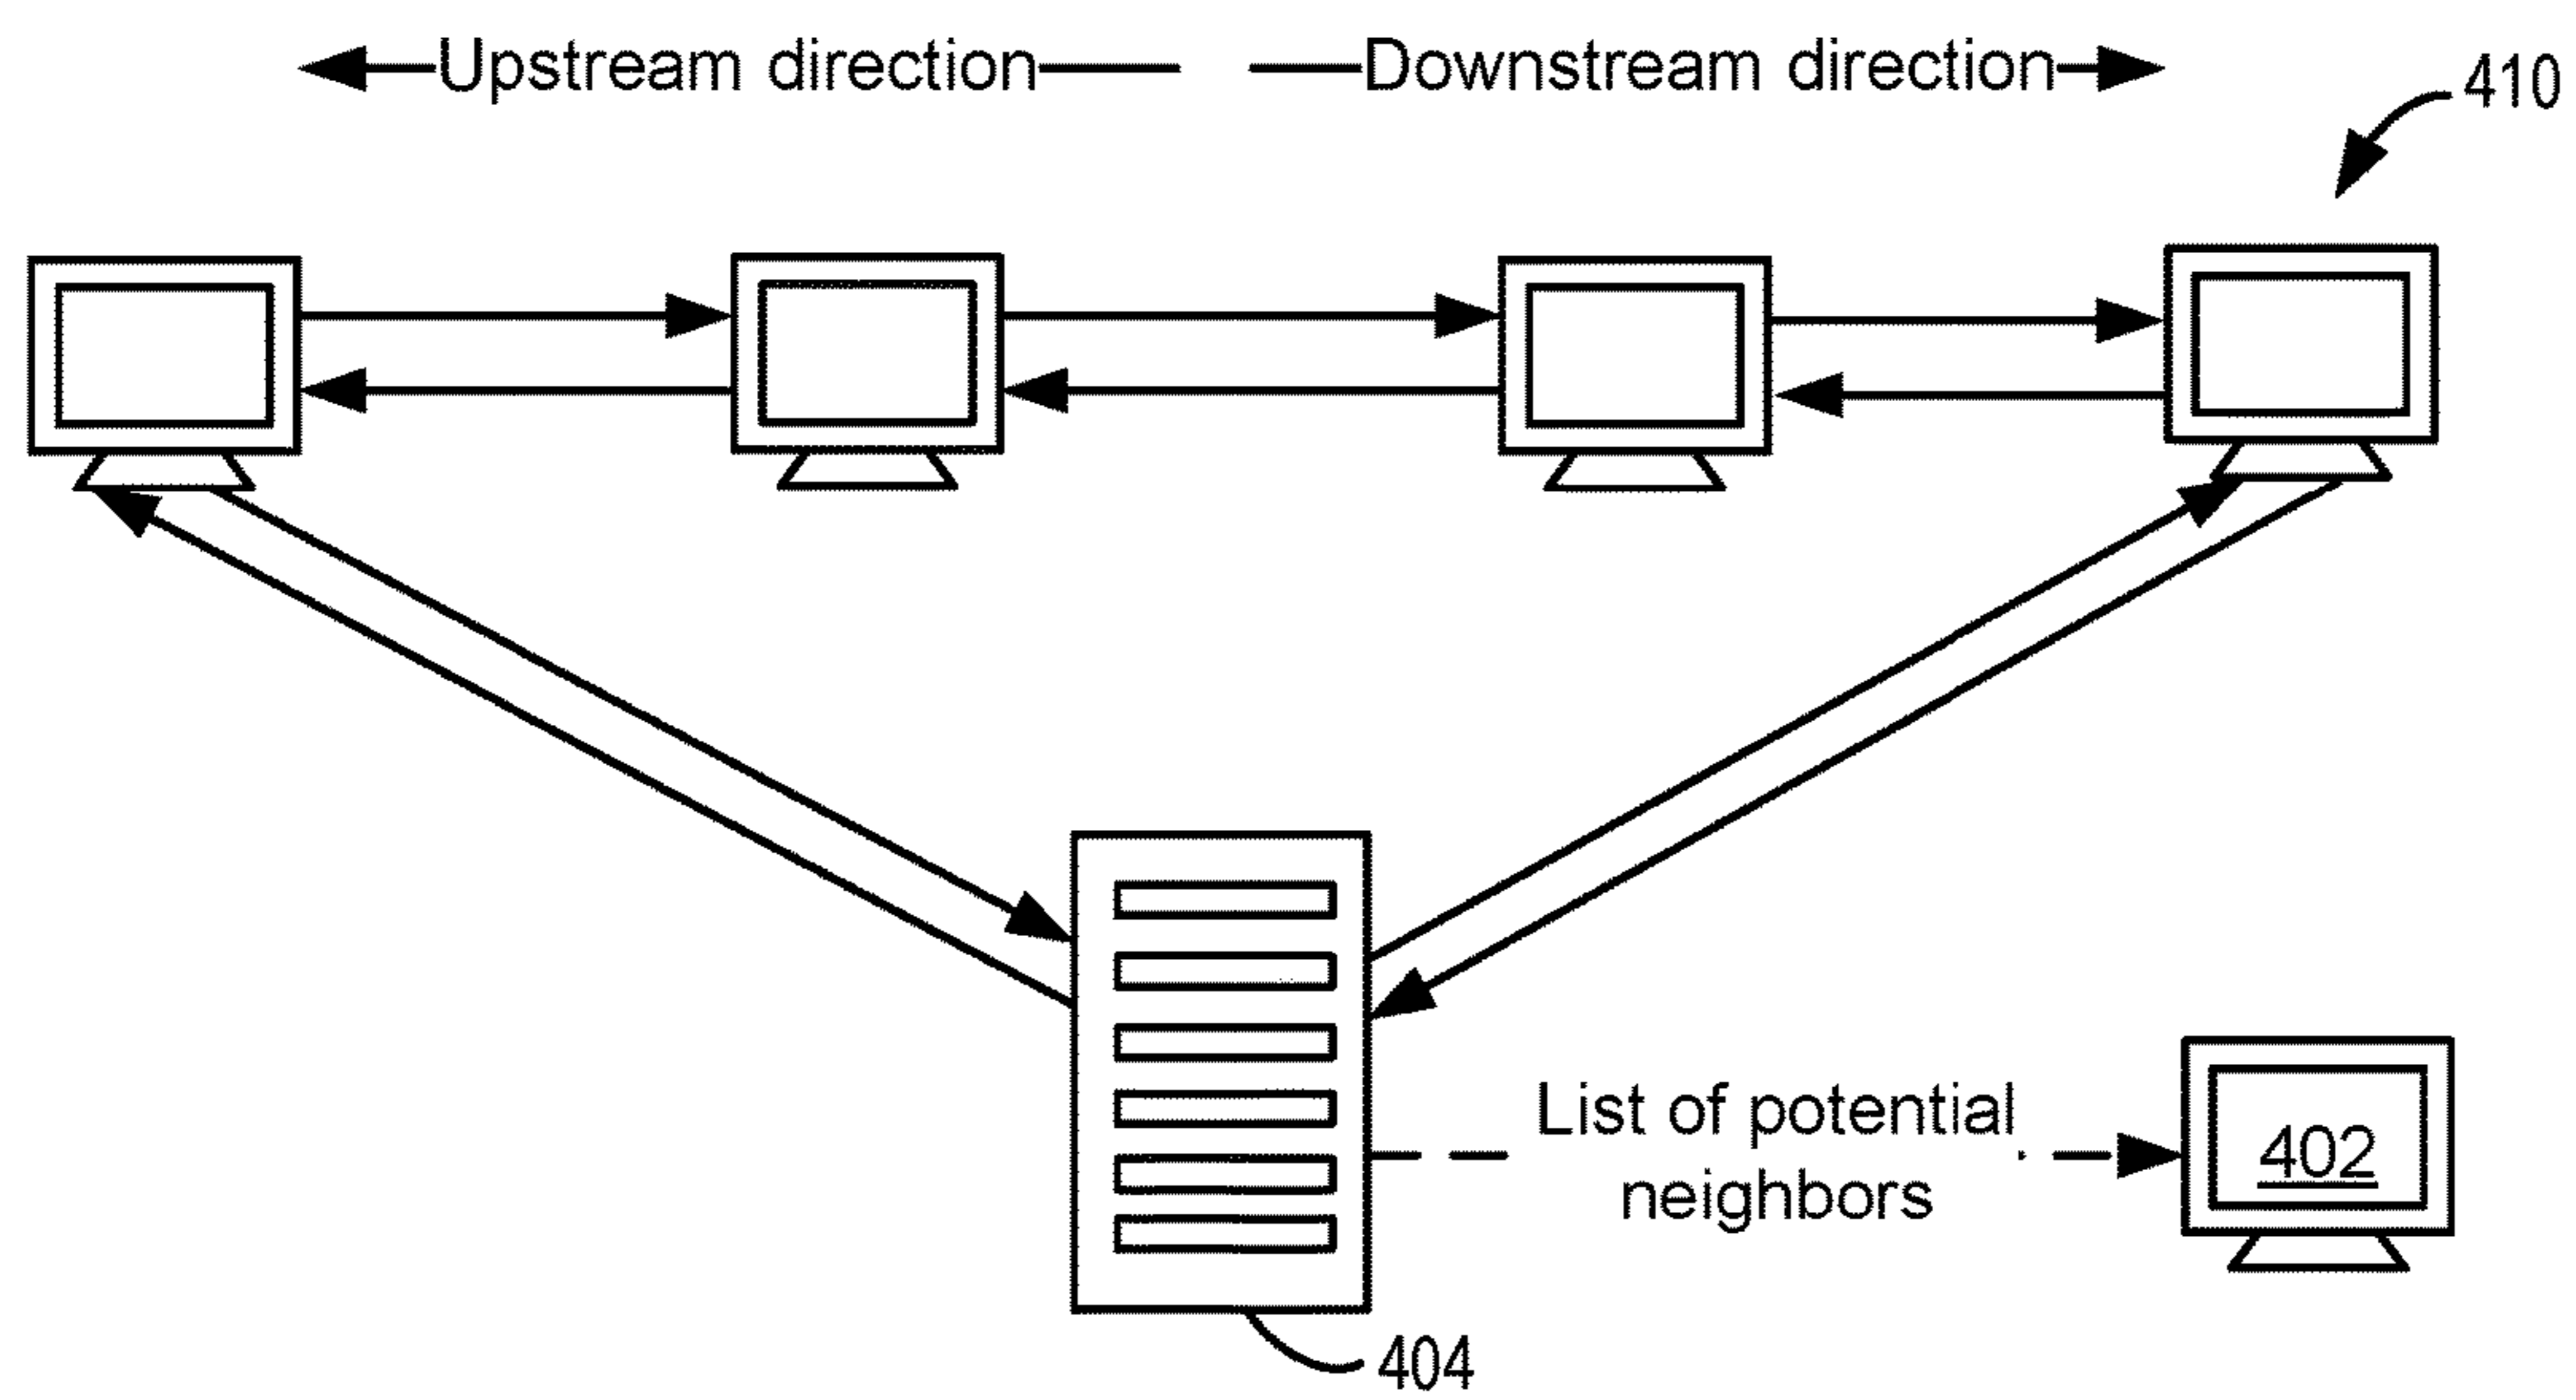 Upstream direction
Downstream direction
410
List of potential
neighbors
402
404